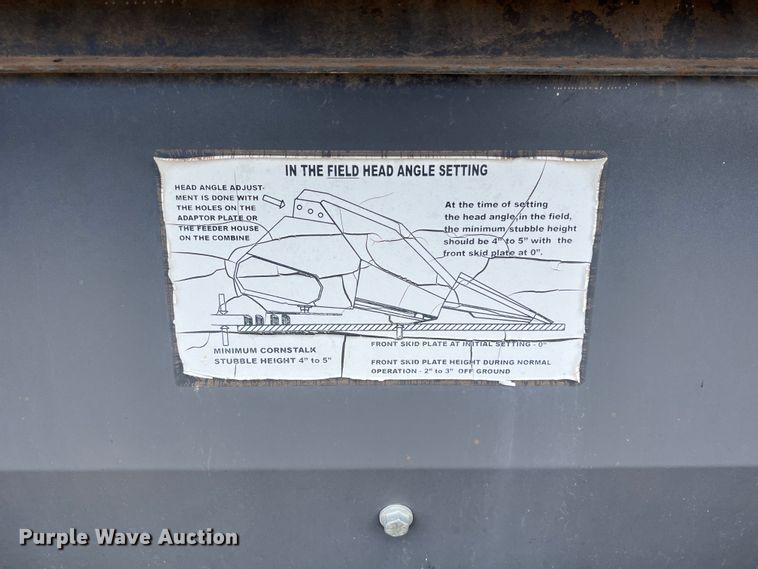 IN THE FIELD HEAD ANGLE SETTING
HEAD ANGLE ADJUST-
MENT IS DONE WITH
THE HOLES ON THE
ADAPTOR PLATE OR
THE FEEDER HOUSE
ON THE COMBINE
At the time of setting
the head angle, in the field,
the minimum stubble height
should be 4" to 5" with the
front skid plate at 0".
MINIMUM CORNSTALK
STUBBLE HEIGHT 4" to 5"
FRONT SKID PLATE AT INITIAL SETTING - 0"
FRONT SKID PLATE HEIGHT DURING NORMAL
OPERATION - 2" to 3" OFF GROUND
Purple Wave Auction